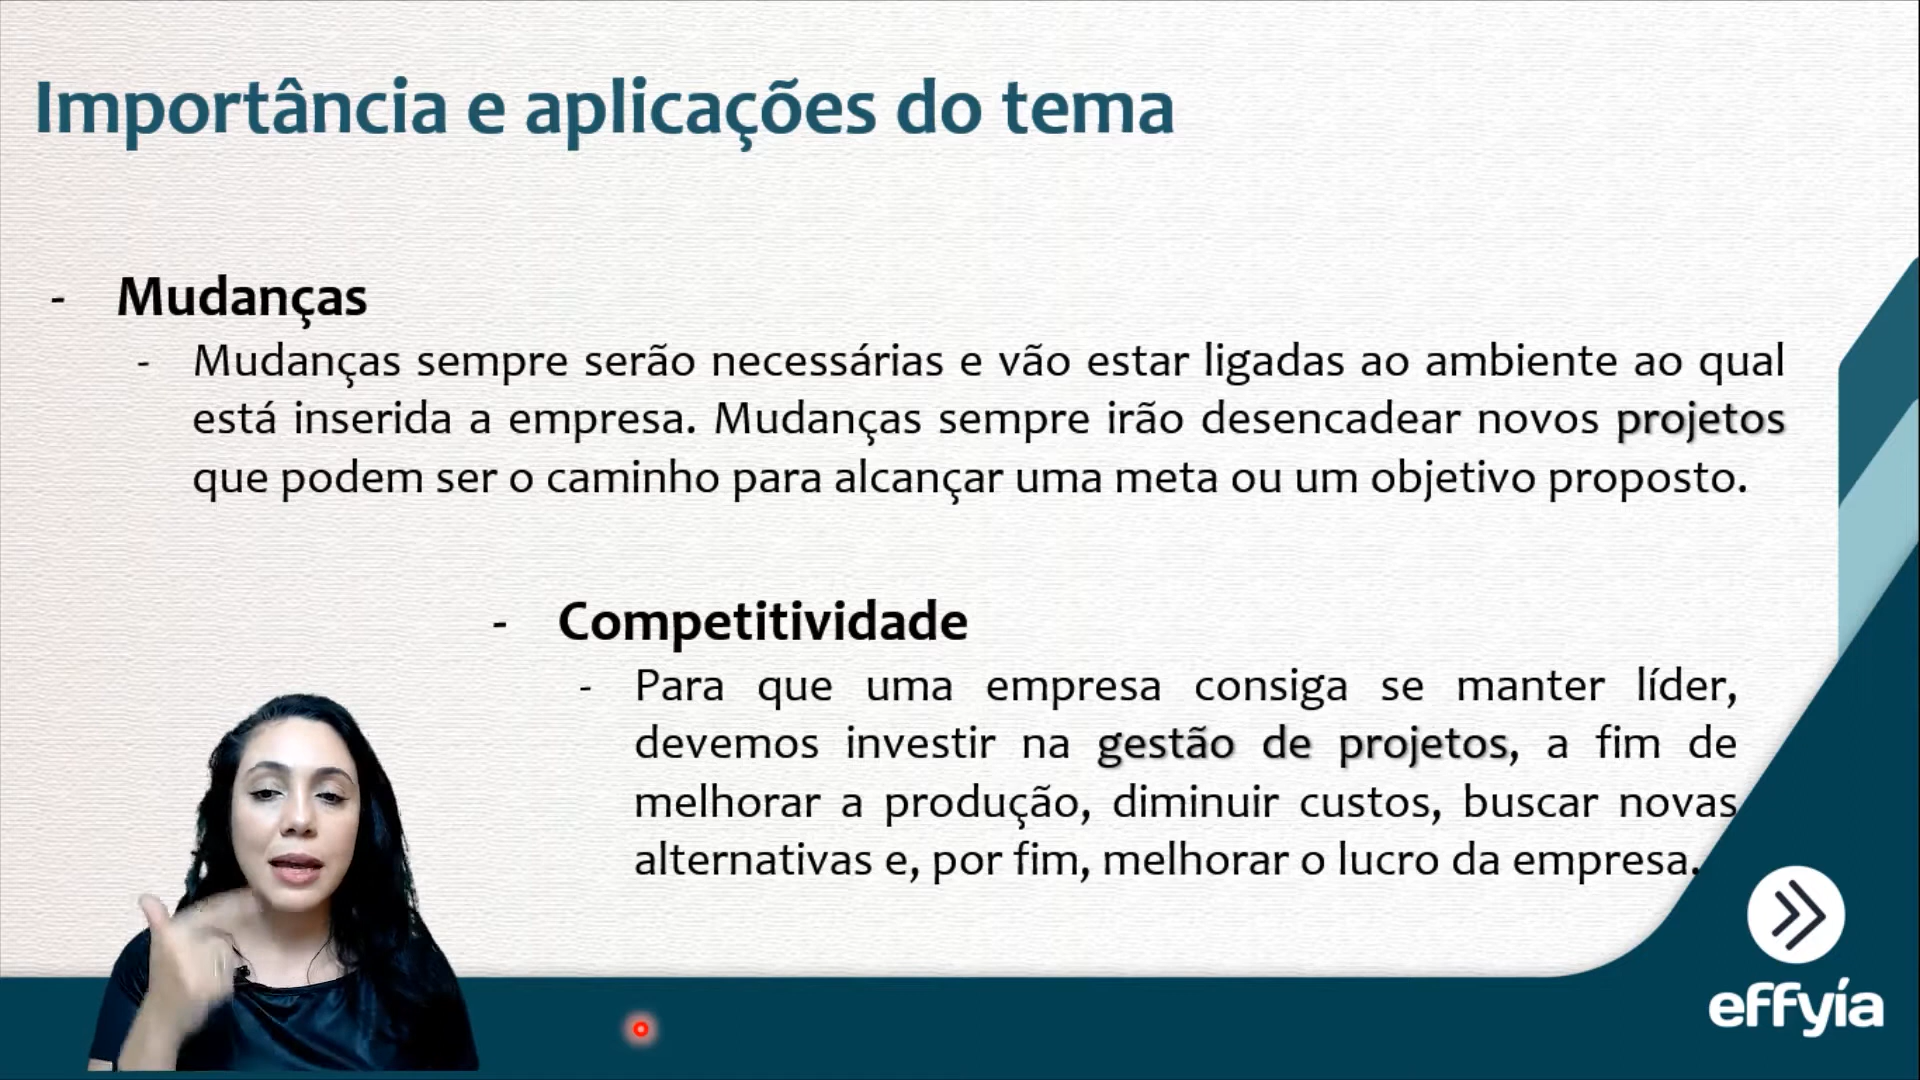 Importância e aplicações do tema
- Mudanças
- Mudanças sempre serão necessárias e vão estar ligadas ao ambiente ao qual
está inserida a empresa. Mudanças sempre irão desencadear novos projetos
que podem ser o caminho para alcançar uma meta ou um objetivo proposto.
- Competitividade
- Para que uma empresa consiga se manter líder,
devemos investir na gestão de projetos, a fim de
melhorar a produção, diminuir custos, buscar novas
alternativas e, por fim, melhorar o lucro da empresa.
effyía